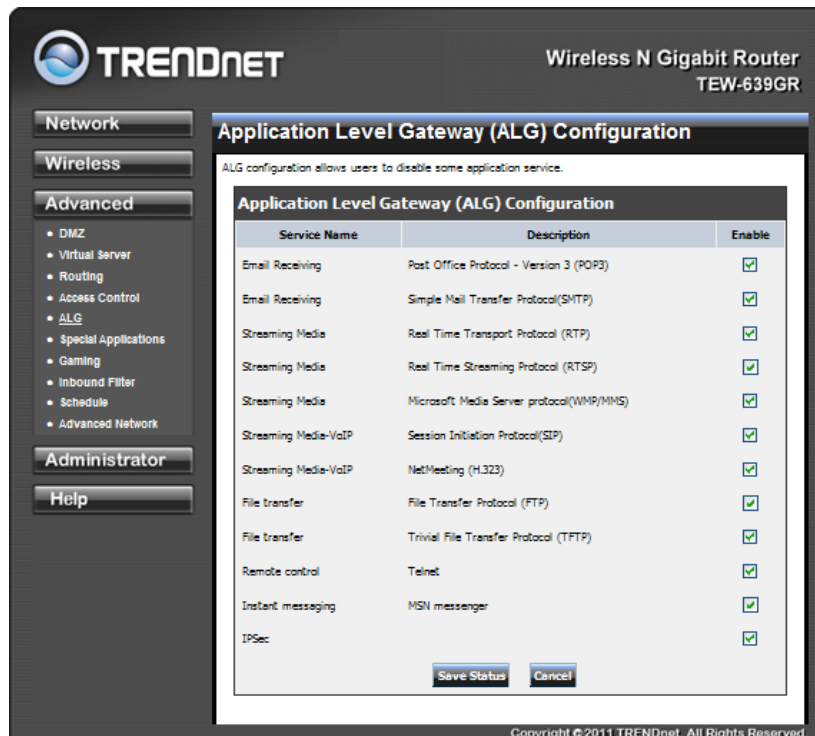 TRENDNET
Wireless N Gigabit Router
TEW-639GR
Network
Wireless
Advanced
DMZ
Virtual Server
Routing
Access Control
ALG
Special Applications
Gaming
Inbound Filter
Schedule
Advanced Network
Administrator
Help
Application Level Gateway (ALG) Configuration
ALG configuration allows users to disable some application service.
Application Level Gateway (ALG) Configuration
Service Name Description Enable
Email Receiving Post Office Protocol - Version 3 (POP3)
Email Receiving Simple Mail Transfer Protocol(SMTP)
Streaming Media Real Time Transport Protocol (RTP)
Streaming Media Real Time Streaming Protocol (RTSP)
Streaming Media Microsoft Media Server protocol(WMP/MMS)
Streaming Media-VoIP Session Initiation Protocol(SIP)
Streaming Media-VoIP NetMeeting (H.323)
File transfer File Transfer Protocol (FTP)
File transfer Trivial File Transfer Protocol (TFTP)
Remote control Telnet
Instant messaging MSN messenger
IPSec
Save Status Cancel
Copyright ©2011 TRENDnet. All Rights Reserved.